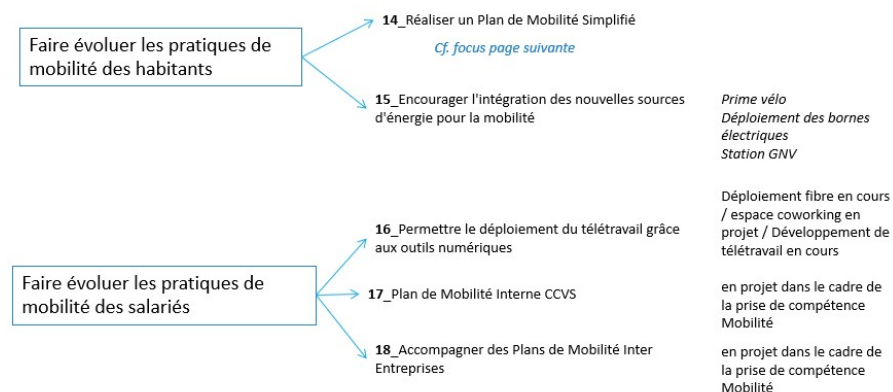 Faire évoluer les pratiques de
mobilité des habitants
14_Réaliser un Plan de Mobilité Simplifié
Cf. focus page suivante
15_Encourager l'intégration des nouvelles sources
d'énergie pour la mobilité
Prime vélo
Déploiement des bornes
électriques
Station GNV
Faire évoluer les pratiques de
mobilité des salariés
16_Permettre le déploiement du télétravail grâce
aux outils numériques
Déploiement fibre en cours
/ espace coworking en
projet / Développement de
télétravail en cours
17_Plan de Mobilité Interne CCVS
en projet dans le cadre de
la prise de compétence
Mobilité
18_Accompagner des Plans de Mobilité Inter
Entreprises
en projet dans le cadre de
la prise de compétence
Mobilité